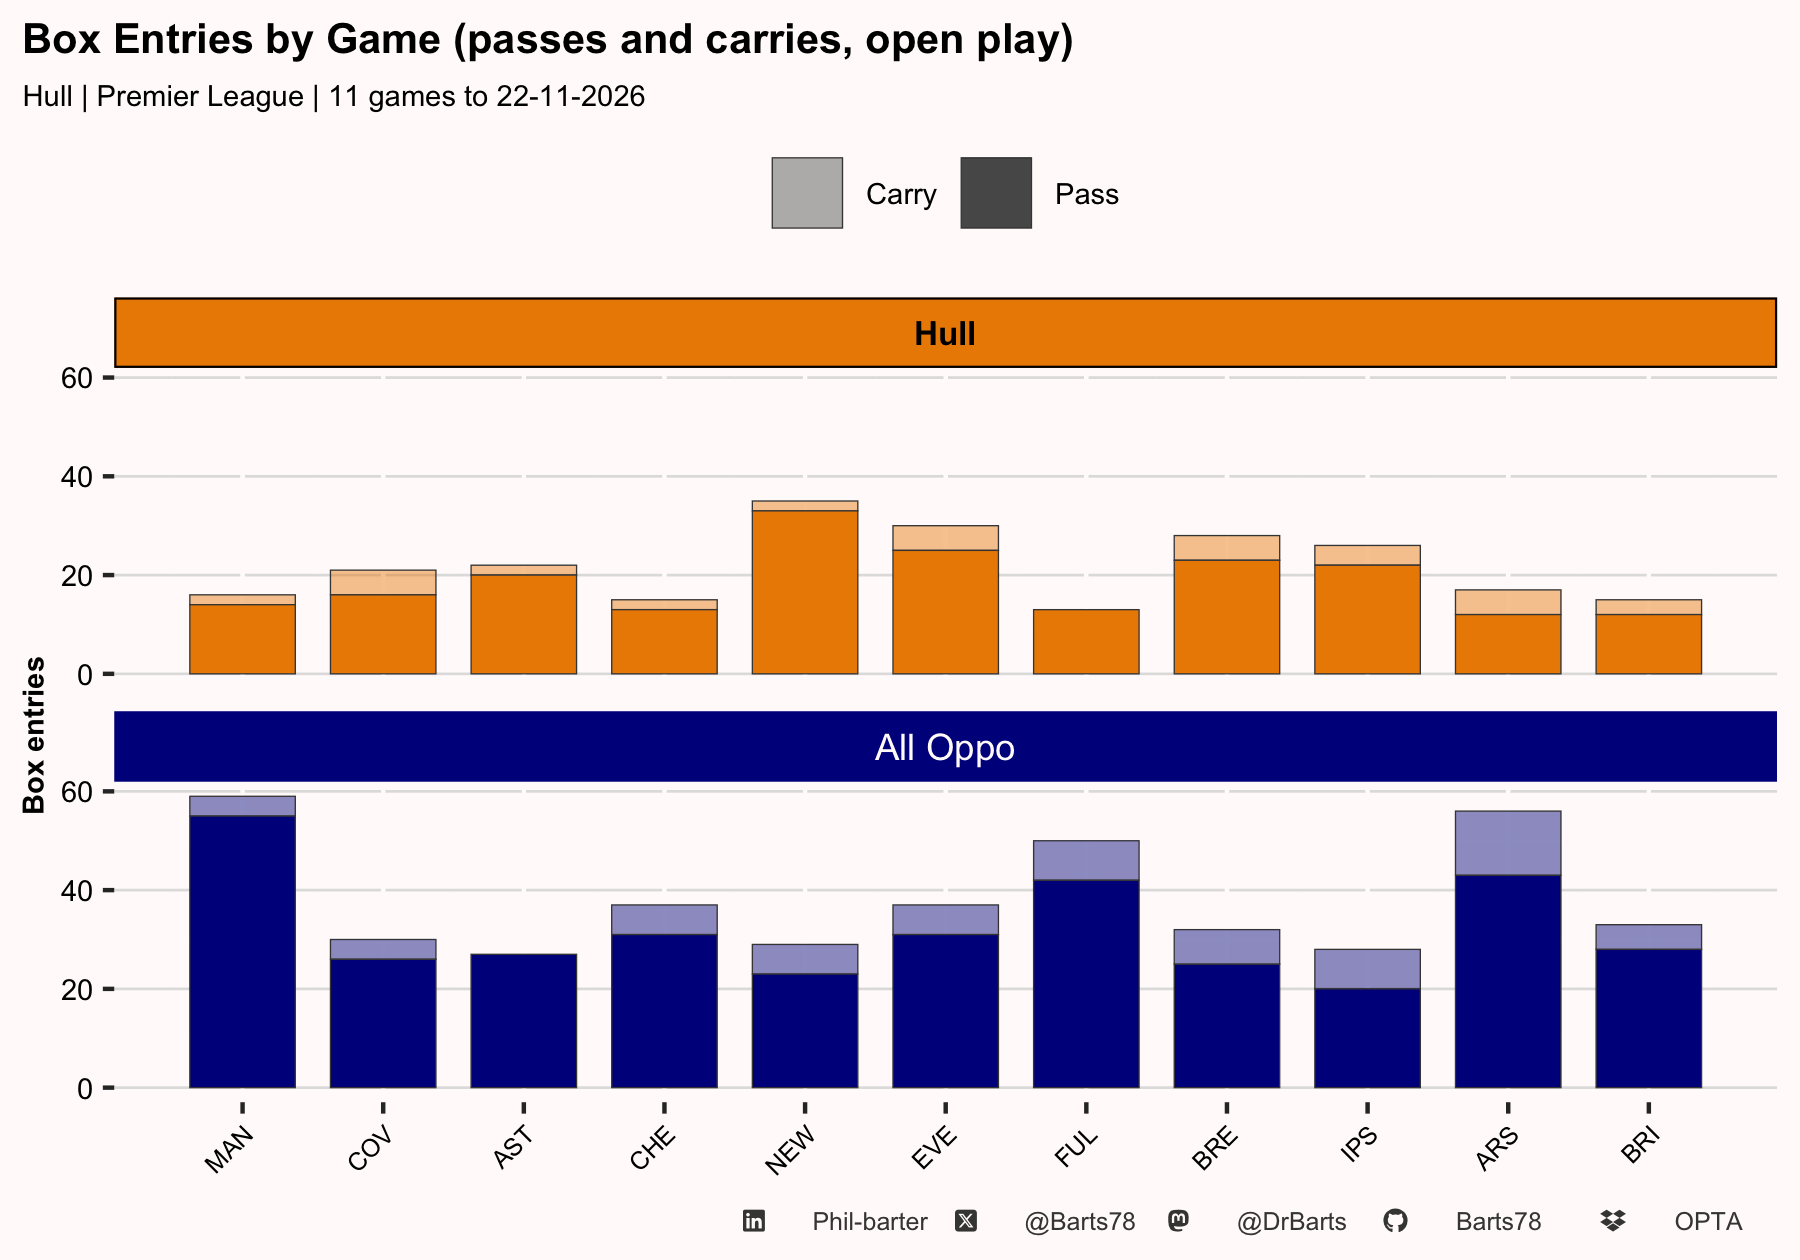 Box Entries by Game (passes and carries, open play)
Hull | Premier League | 11 games to 22-11-2026
Carry Pass
Hull
60
40
20
0
Box entries
All Oppo
60
40
20
0
MAN COV AST CHE NEW EVE FUL BRE IPS ARS BRI
Phil-barter @Barts78 @DrBarts Barts78 OPTA